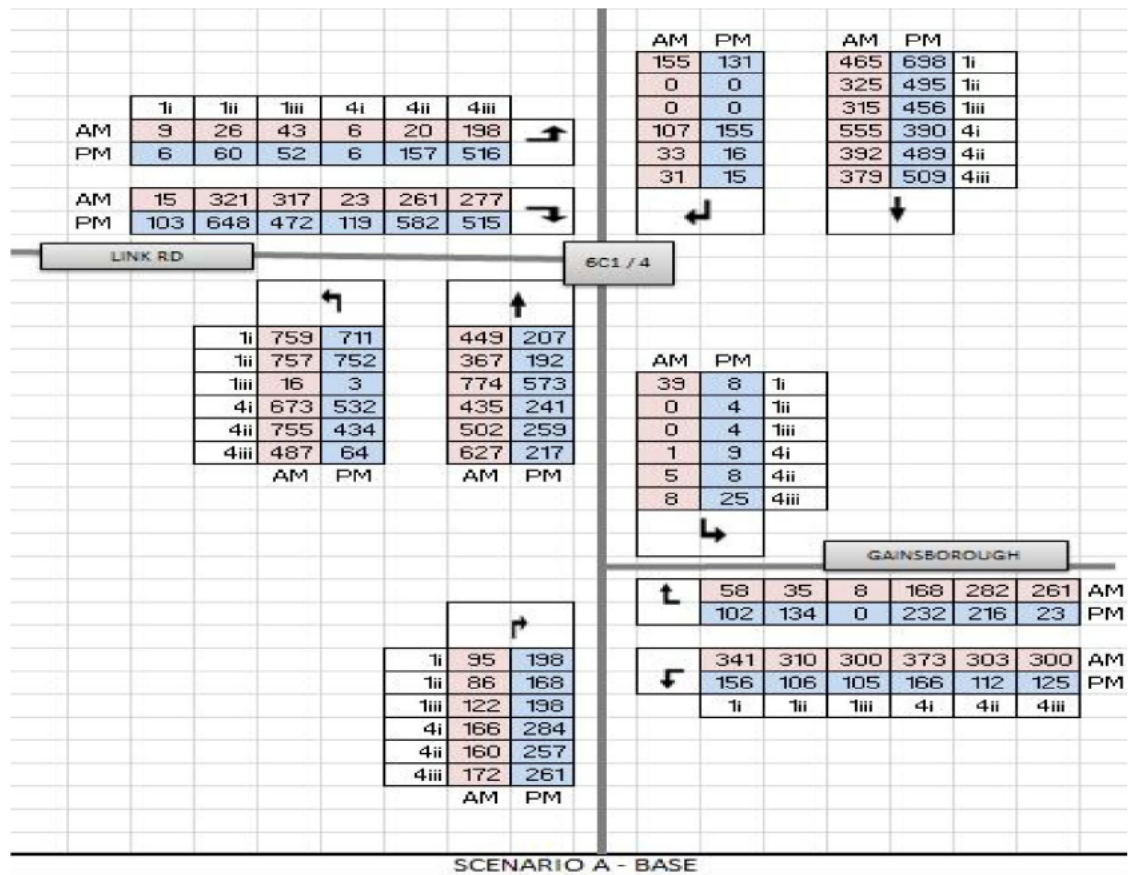 AM PM AM PM
155 131 465 698 1i
0 0 325 495 1ii
0 0 315 456 1iii
1i 1ii 1iii 4i 4ii 4iii 107 155 555 390 4i
AM 9 26 43 6 20 198 33 16 392 489 4ii
PM 6 60 52 6 157 516 31 15 379 509 4iii
AM 15 321 317 23 261 277
PM 103 648 472 119 582 515
LINK RD
6C1 / 4
1i 759 711 449 207
1ii 757 752 367 192 AM PM
1iii 16 3 774 573 39 8 1i
4i 673 532 435 241 0 4 1ii
4ii 755 434 502 259 0 4 1iii
4iii 487 64 627 217 1 9 4i
AM PM AM PM 5 8 4ii
8 25 4iii
GAINSBOROUGH
58 35 8 168 282 261 AM
102 134 0 232 216 23 PM
1i 95 198 341 310 300 373 303 300 AM
1ii 86 168 156 106 105 166 112 125 PM
1iii 122 198 1i 1ii 1iii 4i 4ii 4iii
4i 166 284
4ii 160 257
4iii 172 261
AM PM
SCENARIO A - BASE